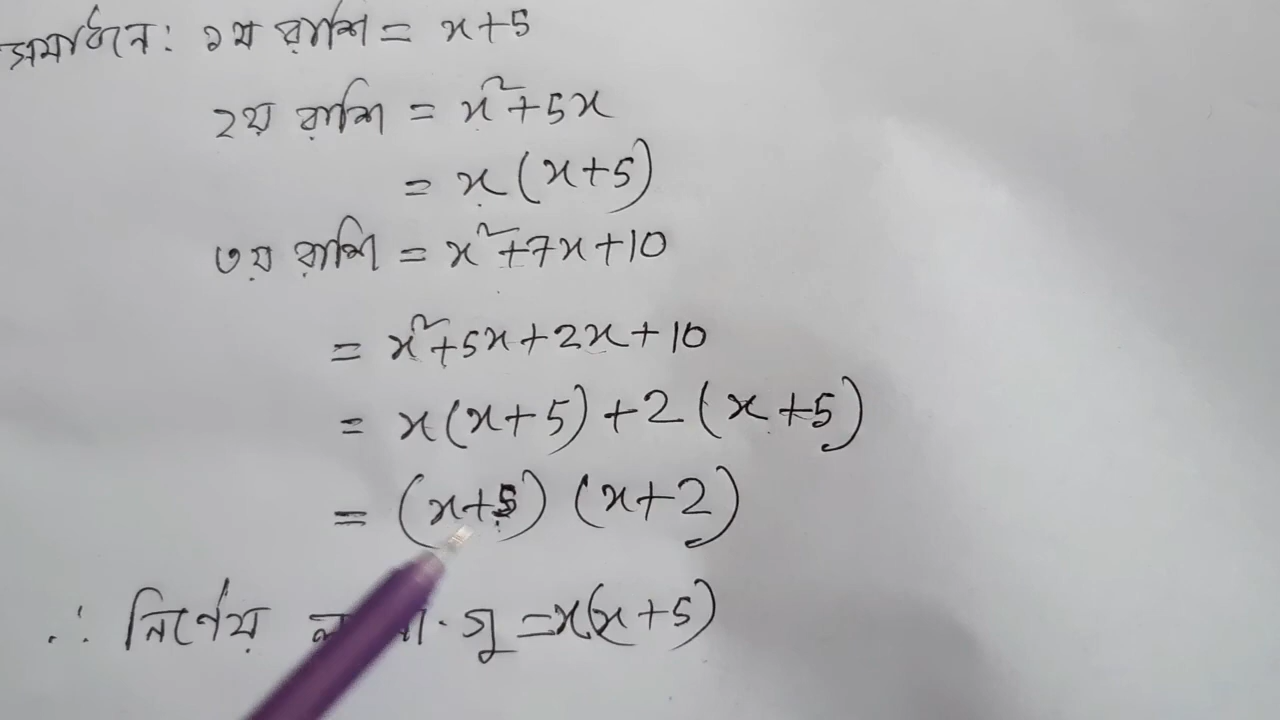 সমাধান: ১ম রাশি = x+5
২য় রাশি = x²+5x
= x(x+5)
৩য় রাশি = x²+7x+10
= x²+5x+2x+10
= x(x+5)+2(x+5)
= (x+5) (x+2)
∴ নির্ণেয় গু = x(x+5)